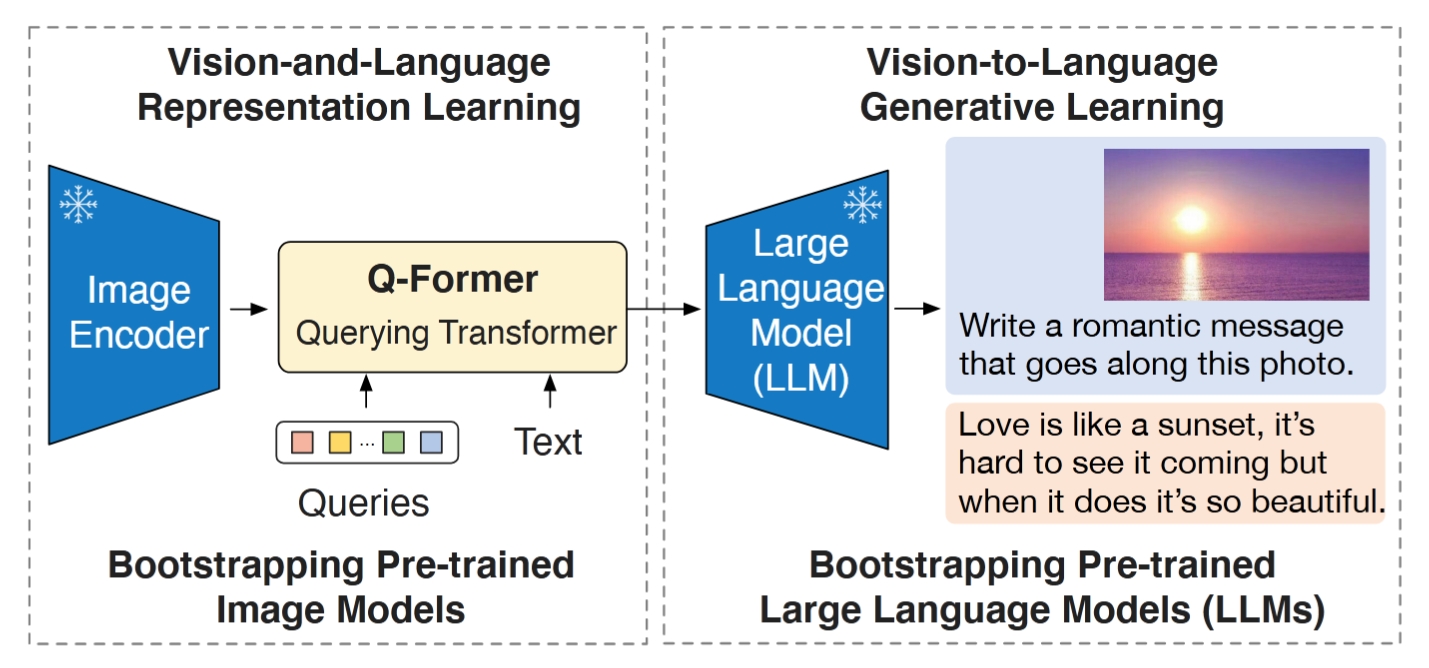 Vision-and-Language
Representation Learning
Image
Encoder
Q-Former
Querying Transformer
...
Queries
Text
Bootstrapping Pre-trained
Image Models
Vision-to-Language
Generative Learning
Large
Language
Model
(LLM)
Write a romantic message
that goes along this photo.
Love is like a sunset, it’s
hard to see it coming but
when it does it’s so beautiful.
Bootstrapping Pre-trained
Large Language Models (LLMs)